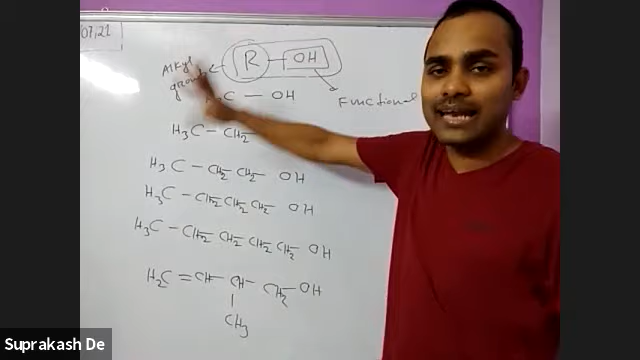 07,21
Alkyl group R — OH
C — OH Functional
H3C — CH2
H3C — CH2 CH2 — OH
H3C — CH2 CH2 CH2 — OH
H3C — CH2 CH2 CH2 CH2 — OH
H2C = CH — CH — CH2 — OH
CH3
Suprakash De